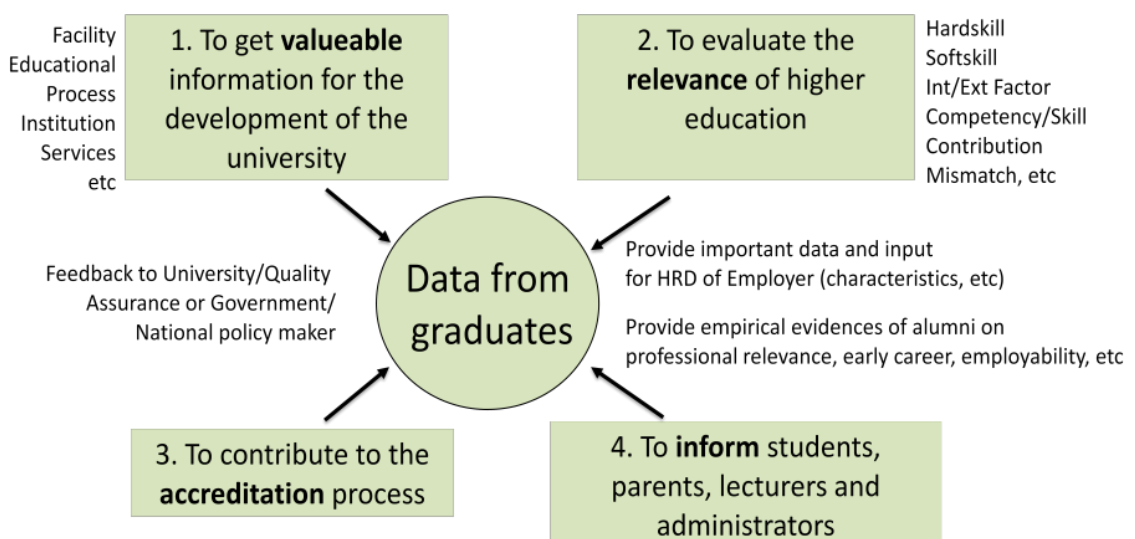 Facility
Educational
Process
Institution
Services
etc
1. To get valueable
information for the
development of the
university
2. To evaluate the
relevance of higher
education
Hardskill
Softskill
Int/Ext Factor
Competency/Skill
Contribution
Mismatch, etc
Feedback to University/Quality
Assurance or Government/
National policy maker
Data from
graduates
Provide important data and input
for HRD of Employer (characteristics, etc)
Provide empirical evidences of alumni on
professional relevance, early career, employability, etc
3. To contribute to the
accreditation process
4. To inform students,
parents, lecturers and
administrators